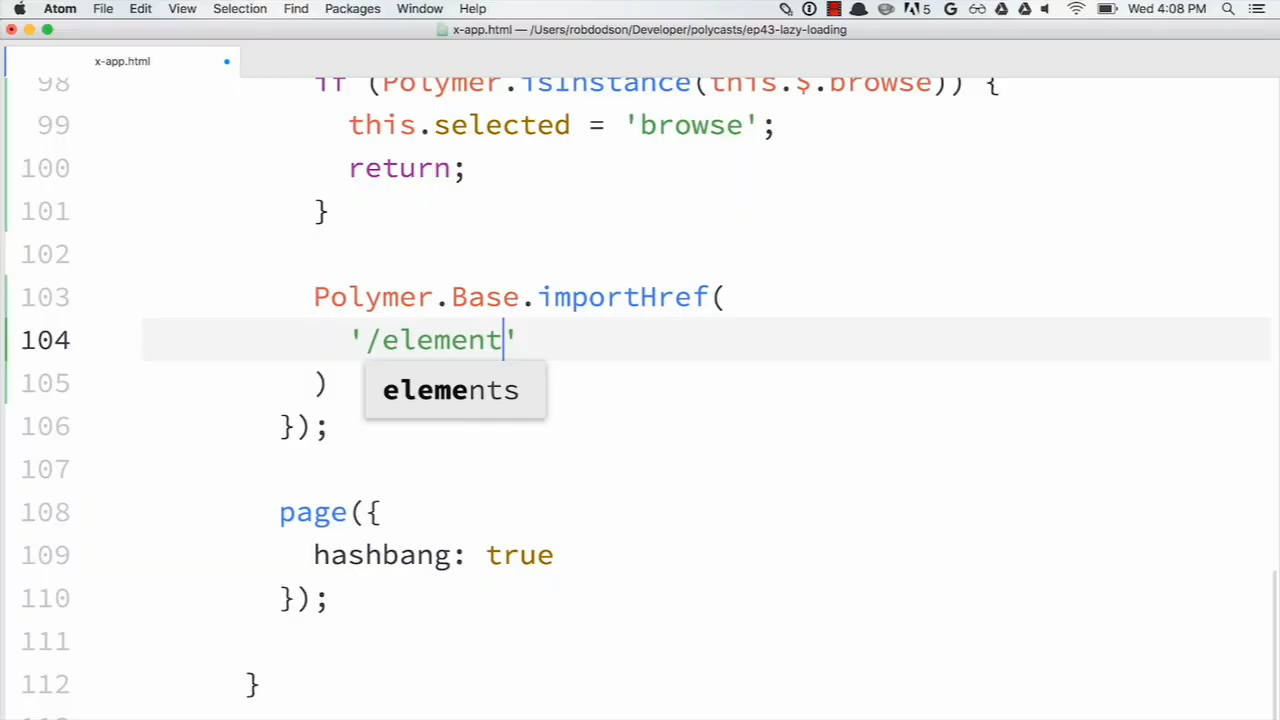 Atom File Edit View Selection Find Packages Window Help 5 Wed 4:08 PM
x-app.html — /Users/robdodson/Developer/polycasts/ep43-lazy-loading
x-app.html
98 if (Polymer.isInstance(this.$.browse)) {
99 this.selected = 'browse';
100 return;
101 }
102
103 Polymer.Base.importHref(
104 '/element'
elements
105 )
106 });
107
108 page({
109 hashbang: true
110 });
111
112 }